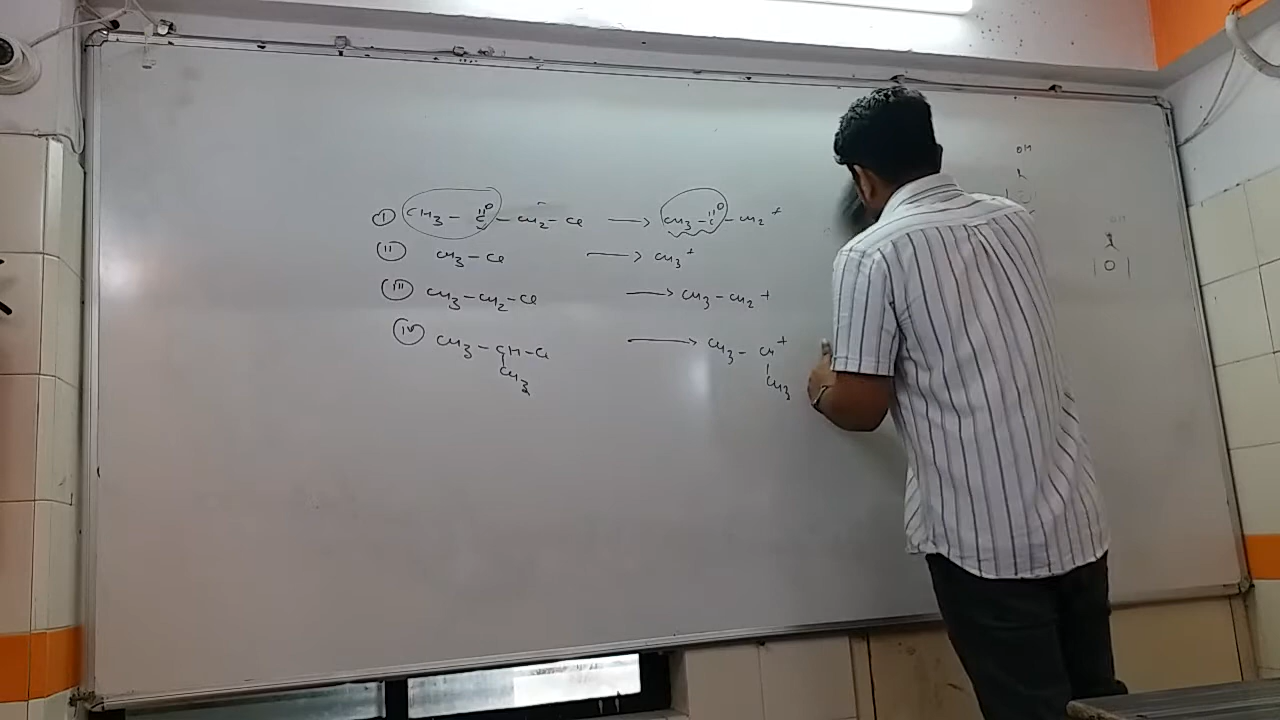 (I) CH3 - C=O - CH2 - Cl → CH3 - C=O - CH2+
(II) CH3 - Cl → CH3+
(III) CH3 - CH2 - Cl → CH3 - CH2+
(IV) CH3 - CH - Cl → CH3 - CH+
CH3 CH3
OH
OH